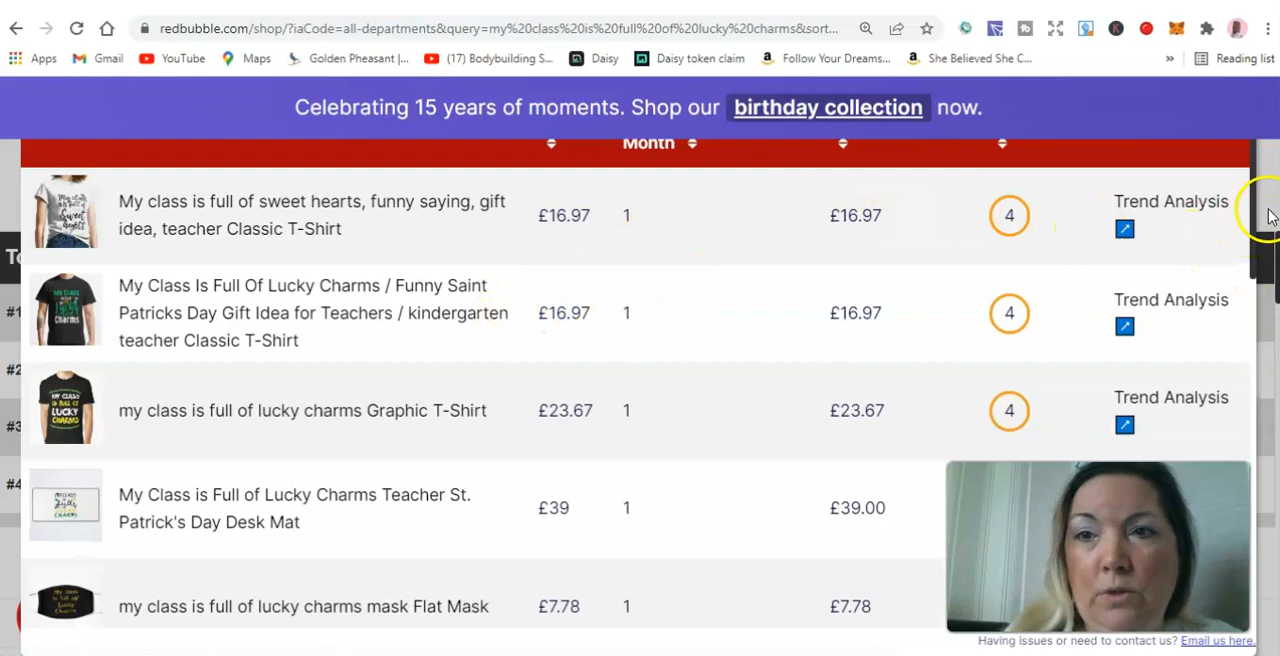 redbubble.com/shop/?iaCode=all-departments&query=my%20class%20is%20full%20of%20lucky%20charms&sort...
Apps Gmail YouTube Maps Golden Pheasant |... (17) Bodybuilding S... Daisy Daisy token claim Follow Your Dreams... She Believed She C... » Reading list
Celebrating 15 years of moments. Shop our birthday collection now.
Month
My class is full of sweet hearts, funny saying, gift
idea, teacher Classic T-Shirt
£16.97 1 £16.97 4 Trend Analysis
My Class Is Full Of Lucky Charms / Funny Saint
Patricks Day Gift Idea for Teachers / kindergarten
teacher Classic T-Shirt
£16.97 1 £16.97 4 Trend Analysis
my class is full of lucky charms Graphic T-Shirt £23.67 1 £23.67 4 Trend Analysis
My Class is Full of Lucky Charms Teacher St.
Patrick's Day Desk Mat
£39 1 £39.00
my class is full of lucky charms mask Flat Mask £7.78 1 £7.78
To
#1
#2
#3
#4
Having issues or need to contact us? Email us here.